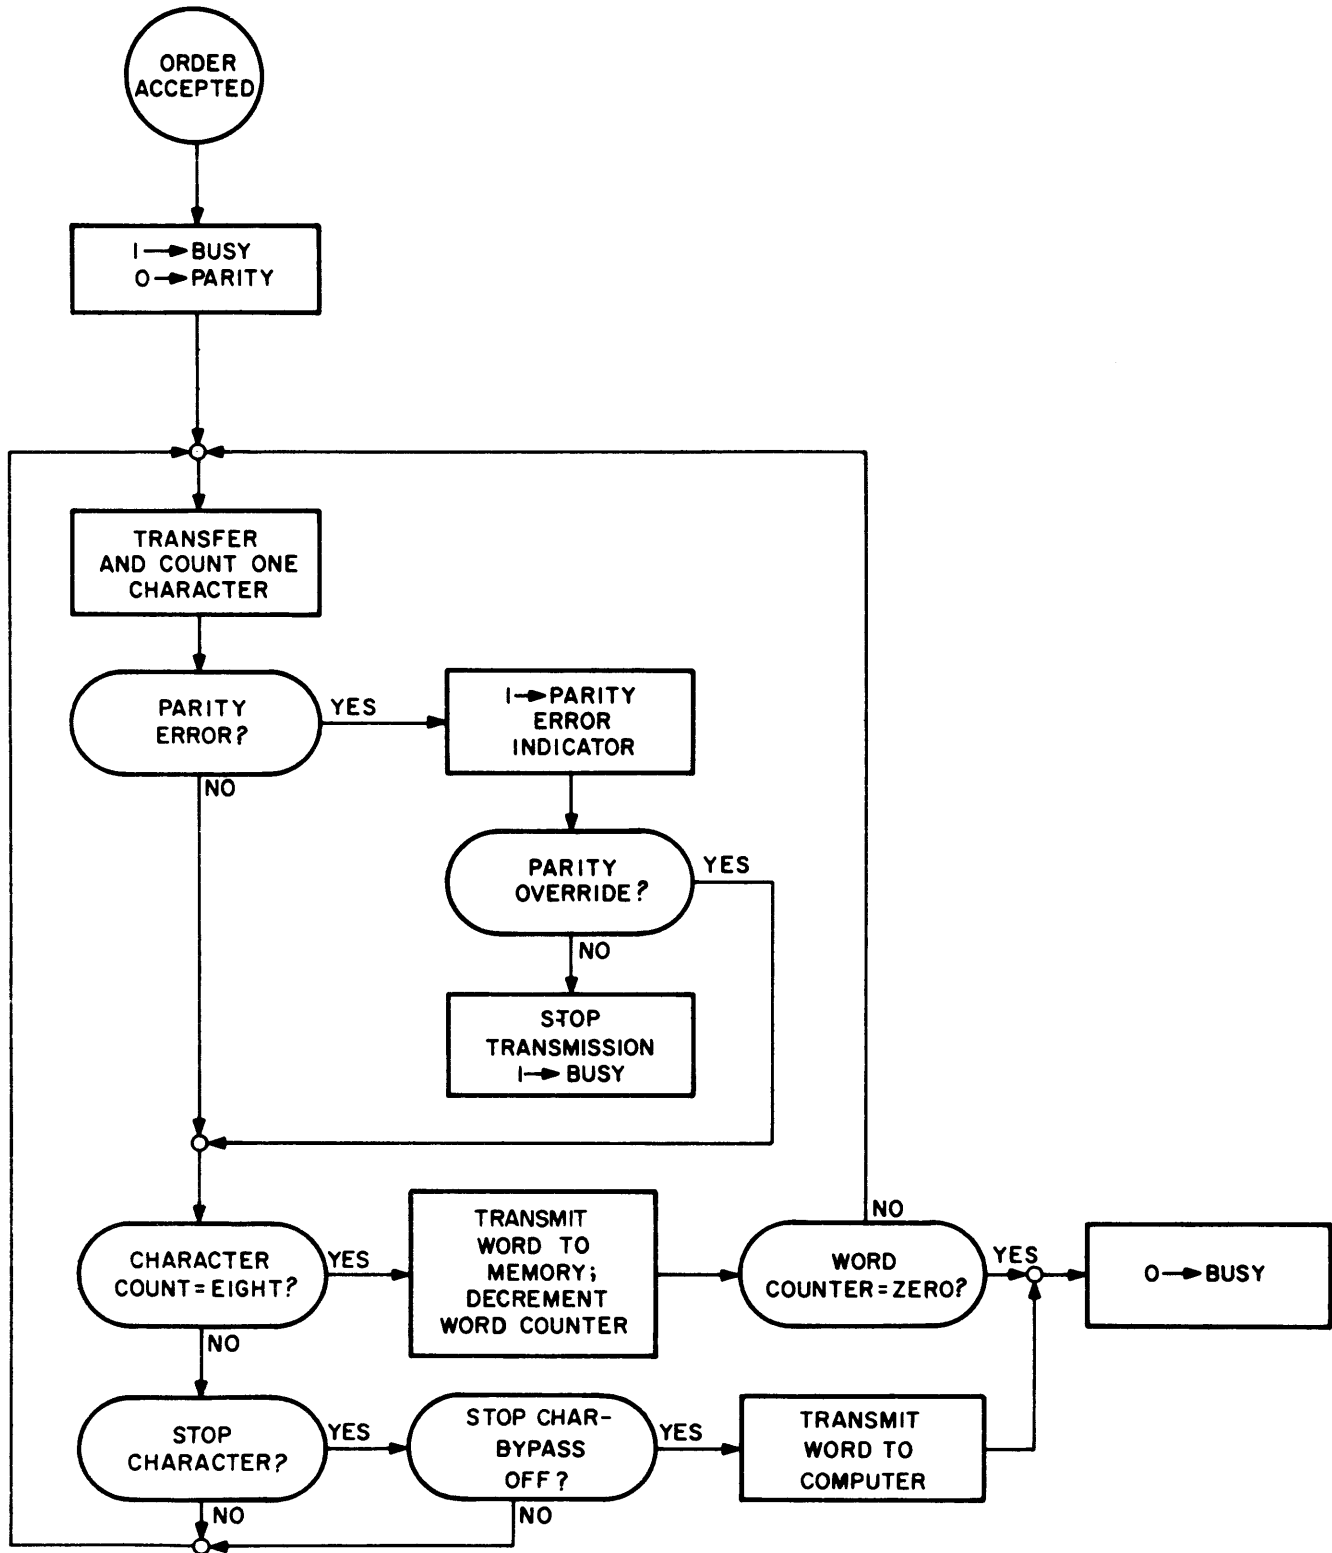 ORDER
ACCEPTED
1→BUSY
0→PARITY
TRANSFER
AND COUNT ONE
CHARACTER
PARITY
ERROR?
YES
NO
1→PARITY
ERROR
INDICATOR
PARITY
OVERRIDE?
YES
NO
STOP
TRANSMISSION
1→BUSY
CHARACTER
COUNT=EIGHT?
YES
NO
TRANSMIT
WORD TO
MEMORY;
DECREMENT
WORD COUNTER
NO
WORD
COUNTER=ZERO?
YES
0→BUSY
STOP
CHARACTER?
YES
NO
STOP CHAR-
BYPASS
OFF?
YES
NO
TRANSMIT
WORD TO
COMPUTER